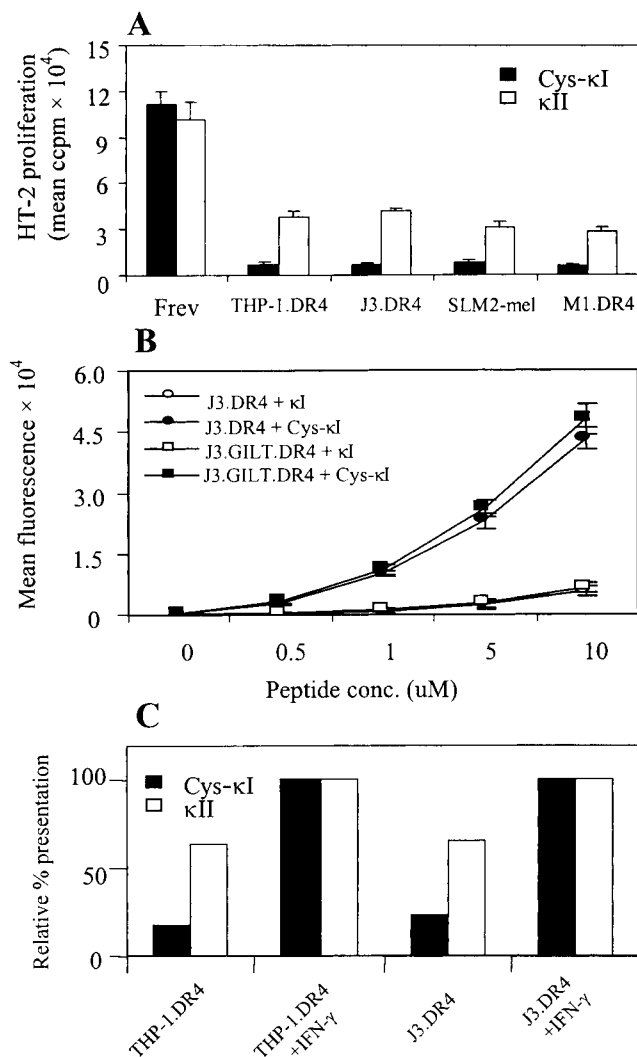 A
HT-2 proliferation
(mean ccpm × 10⁴)
15
12
9
6
3
0
Cys-κI
κII
Frev THP-1.DR4 J3.DR4 SLM2-mel M1.DR4
B
Mean fluorescence × 10⁴
6.0
4.5
3.0
1.5
0
J3.DR4 + κI
J3.DR4 + Cys-κI
J3.GILT.DR4 + κI
J3.GILT.DR4 + Cys-κI
0 0.5 1 5 10
Peptide conc. (uM)
C
Relative % presentation
100
50
0
Cys-κI
κII
THP-1.DR4
THP-1.DR4
+IFN-γ
J3.DR4
J3.DR4
+IFN-γ